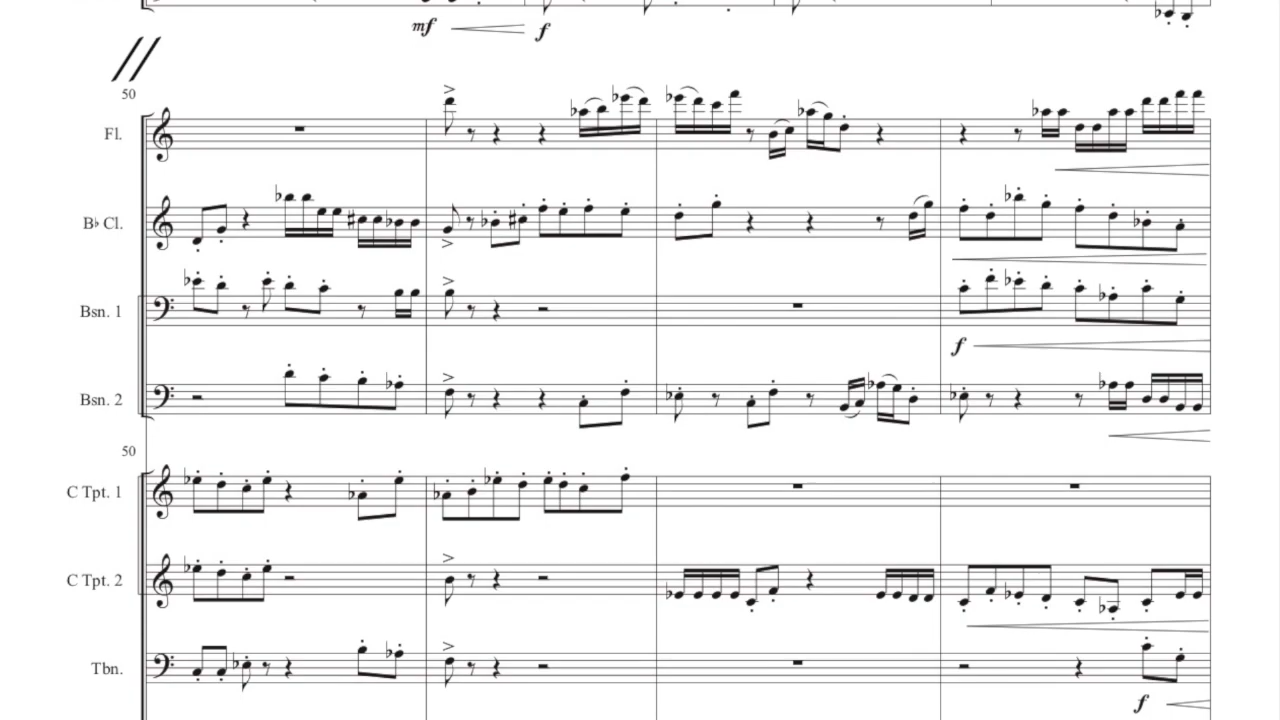 mf f
50
Fl.
B♭ Cl.
Bsn. 1
f
Bsn. 2
50
C Tpt. 1
C Tpt. 2
Tbn.
f